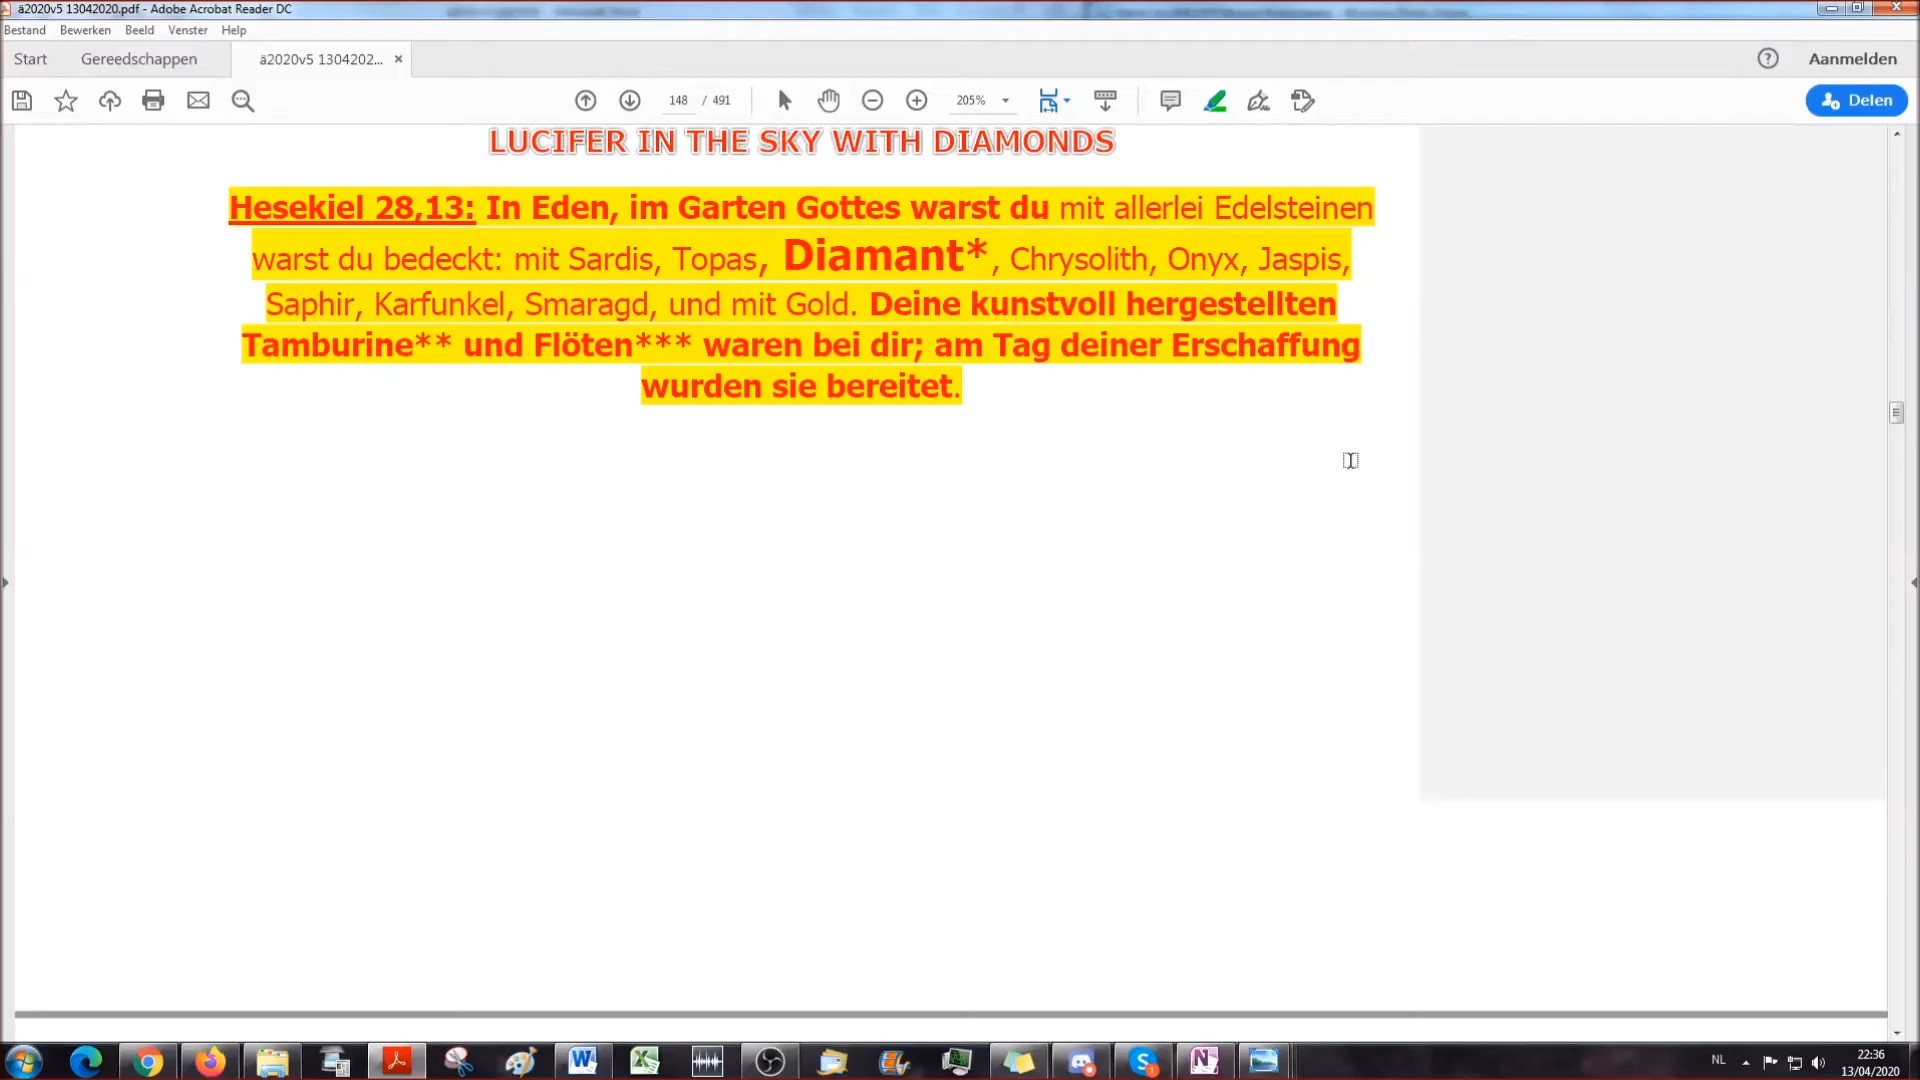 ä2020v5 13042020.pdf - Adobe Acrobat Reader DC
Bestand Bewerken Beeld Venster Help
Start Gereedschappen ä2020v5 1304202... × Aanmelden
148 / 491 205% Delen
LUCIFER IN THE SKY WITH DIAMONDS
Hesekiel 28,13: In Eden, im Garten Gottes warst du mit allerlei Edelsteinen
warst du bedeckt: mit Sardis, Topas, Diamant*, Chrysolith, Onyx, Jaspis,
Saphir, Karfunkel, Smaragd, und mit Gold. Deine kunstvoll hergestellten
Tamburine** und Flöten*** waren bei dir; am Tag deiner Erschaffung
wurden sie bereitet.
NL 22:36
13/04/2020